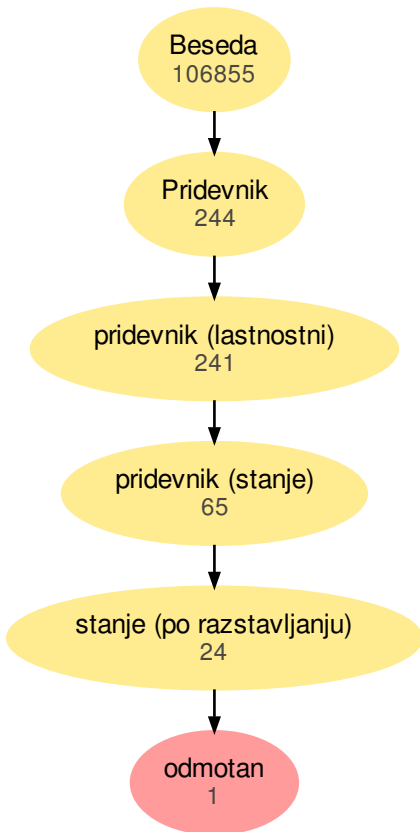 Beseda
106855
Pridevnik
244
pridevnik (lastnostni)
241
pridevnik (stanje)
65
stanje (po razstavljanju)
24
odmotan
1